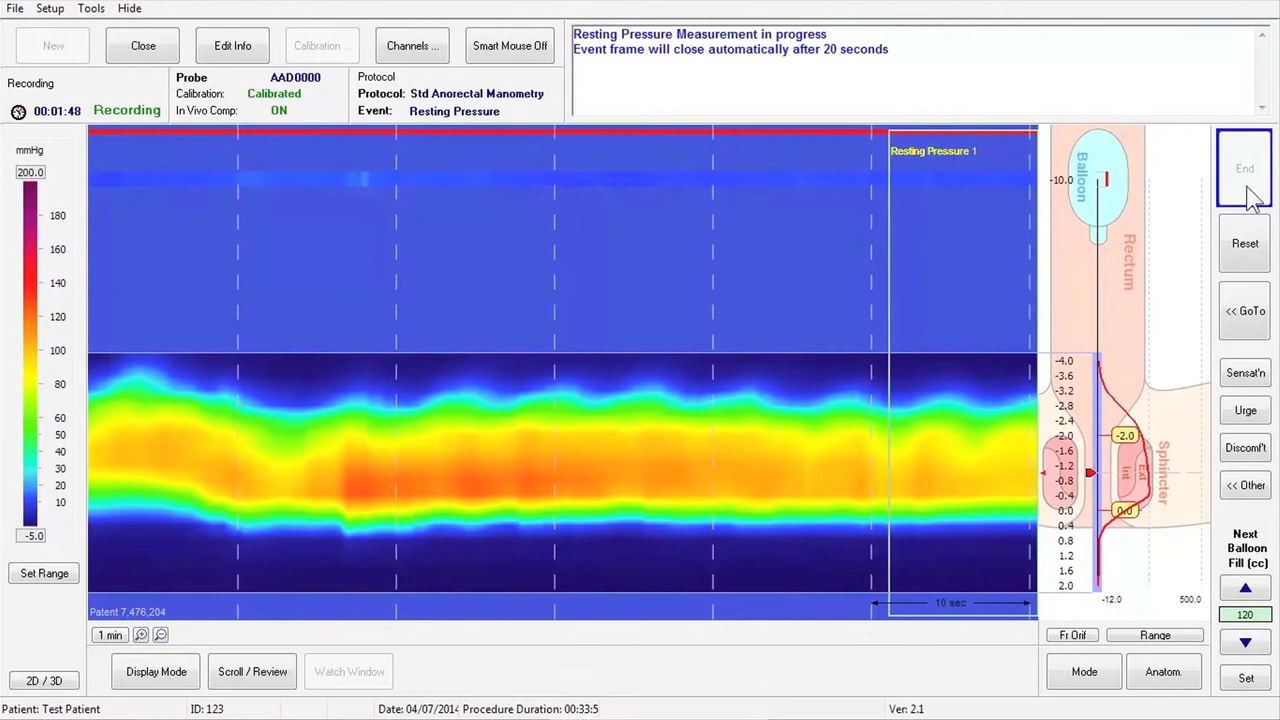 File Setup Tools Hide
New Close Edit Info Calibration ... Channels ... Smart Mouse Off
Resting Pressure Measurement in progress
Event frame will close automatically after 20 seconds
Recording
00:01:48 Recording
Probe AAD0000
Calibration: Calibrated
In Vivo Comp: ON
Protocol
Protocol: Std Anorectal Manometry
Event: Resting Pressure
mmHg
200.0
180
160
140
120
100
80
60
50
40
30
20
10
-5.0
Set Range
2D / 3D
Resting Pressure 1
Patent 7,476,204
10 sec
1 min
Display Mode Scroll / Review Watch Window
Balloon
-10.0
Rectum
-4.0
-3.6
-3.2
-2.8
-2.4
-2.0
-1.6
-1.2
-0.8
-0.4
0.0
0.4
0.8
1.2
1.6
2.0
-2.0
Int
Ext
Sphincter
0.0
-12.0 500.0
Fr Orif Range
Mode Anatom.
End
Reset
<< GoTo
Sensat'n
Urge
Discomf't
<< Other
Next
Balloon
Fill (cc)
120
Set
Patient: Test Patient ID: 123 Date: 04/07/2014 Procedure Duration: 00:33:5 Ver: 2.1